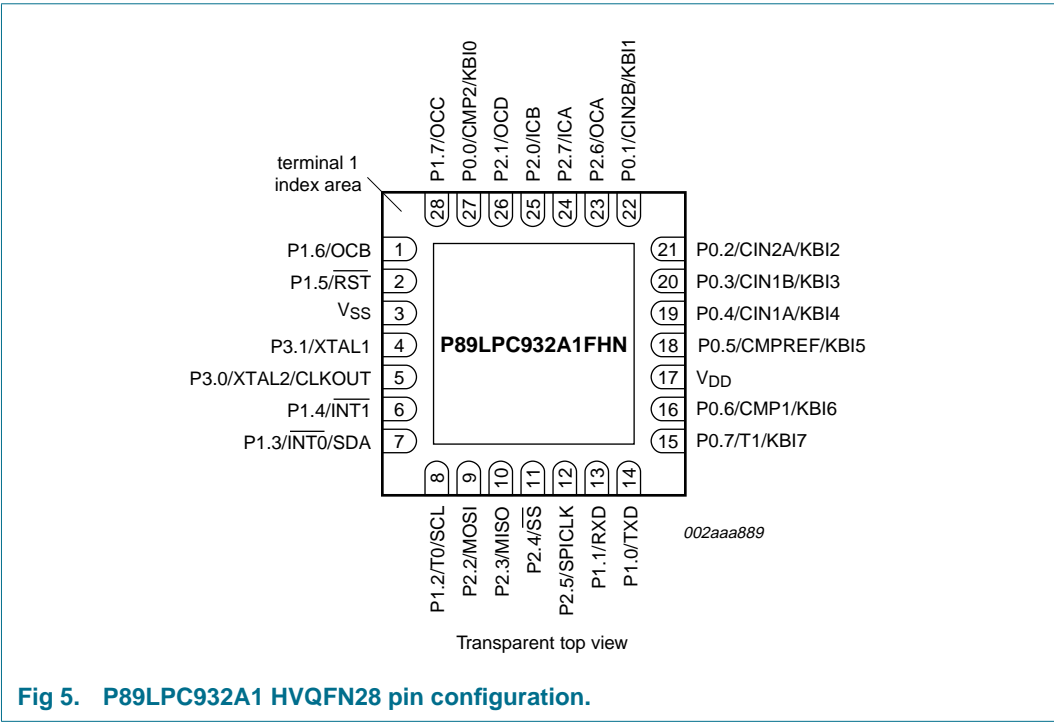 P1.7/OCC
P0.0/CMP2/KBI0
P2.1/OCD
P2.0/ICB
P2.7/ICA
P2.6/OCA
P0.1/CIN2B/KBI1
terminal 1
index area
28
27
26
25
24
23
22
P1.6/OCB 1
P1.5/RST 2
VSS 3
P3.1/XTAL1 4
P3.0/XTAL2/CLKOUT 5
P1.4/INT1 6
P1.3/INT0/SDA 7
P89LPC932A1FHN
21 P0.2/CIN2A/KBI2
20 P0.3/CIN1B/KBI3
19 P0.4/CIN1A/KBI4
18 P0.5/CMPREF/KBI5
17 VDD
16 P0.6/CMP1/KBI6
15 P0.7/T1/KBI7
8
9
10
11
12
13
14
P1.2/T0/SCL
P2.2/MOSI
P2.3/MISO
P2.4/SS
P2.5/SPICLK
P1.1/RXD
P1.0/TXD
002aaa889
Transparent top view
Fig 5. P89LPC932A1 HVQFN28 pin configuration.